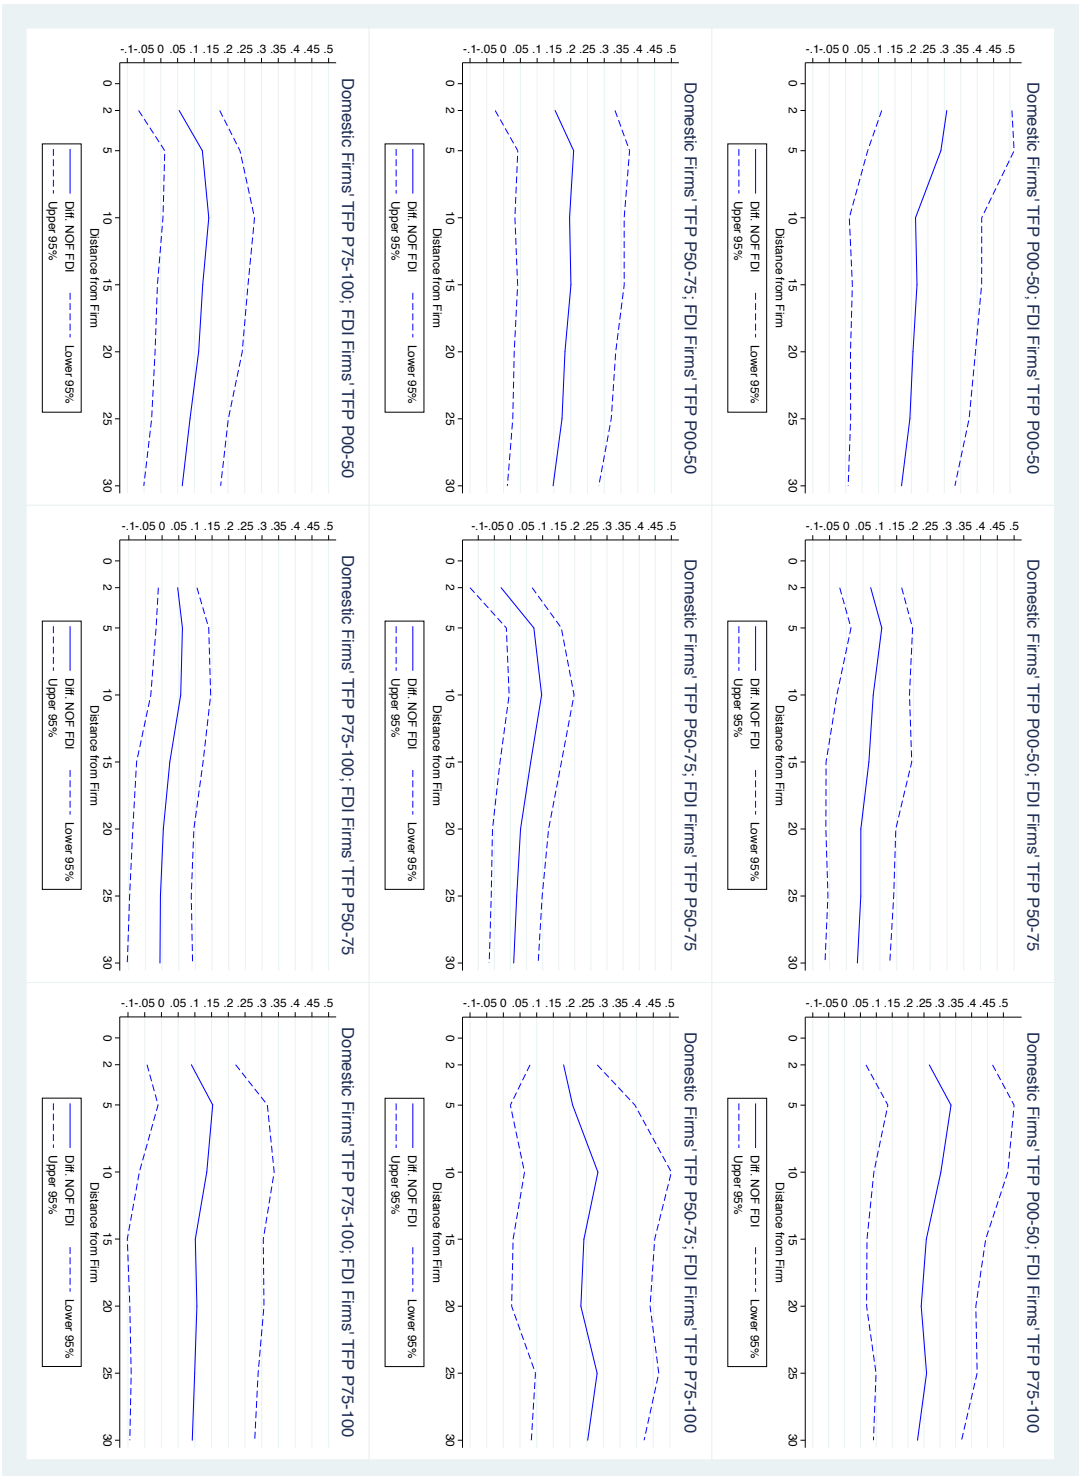 Domestic Firms' TFP P00-50; FDI Firms' TFP P00-50
-.1-.05 0 .05 .1 .15 .2 .25 .3 .35 .4 .45 .5
0 2 5 10 15 20 25 30
Distance from Firm
Diff. NOF FDI Lower 95%
Upper 95%
Domestic Firms' TFP P00-50; FDI Firms' TFP P50-75
-.1-.05 0 .05 .1 .15 .2 .25 .3 .35 .4 .45 .5
0 2 5 10 15 20 25 30
Distance from Firm
Diff. NOF FDI Lower 95%
Upper 95%
Domestic Firms' TFP P00-50; FDI Firms' TFP P75-100
-.1-.05 0 .05 .1 .15 .2 .25 .3 .35 .4 .45 .5
0 2 5 10 15 20 25 30
Distance from Firm
Diff. NOF FDI Lower 95%
Upper 95%
Domestic Firms' TFP P50-75; FDI Firms' TFP P00-50
-.1-.05 0 .05 .1 .15 .2 .25 .3 .35 .4 .45 .5
0 2 5 10 15 20 25 30
Distance from Firm
Diff. NOF FDI Lower 95%
Upper 95%
Domestic Firms' TFP P50-75; FDI Firms' TFP P50-75
-.1-.05 0 .05 .1 .15 .2 .25 .3 .35 .4 .45 .5
0 2 5 10 15 20 25 30
Distance from Firm
Diff. NOF FDI Lower 95%
Upper 95%
Domestic Firms' TFP P50-75; FDI Firms' TFP P75-100
-.1-.05 0 .05 .1 .15 .2 .25 .3 .35 .4 .45 .5
0 2 5 10 15 20 25 30
Distance from Firm
Diff. NOF FDI Lower 95%
Upper 95%
Domestic Firms' TFP P75-100; FDI Firms' TFP P00-50
-.1-.05 0 .05 .1 .15 .2 .25 .3 .35 .4 .45 .5
0 2 5 10 15 20 25 30
Distance from Firm
Diff. NOF FDI Lower 95%
Upper 95%
Domestic Firms' TFP P75-100; FDI Firms' TFP P50-75
-.1-.05 0 .05 .1 .15 .2 .25 .3 .35 .4 .45 .5
0 2 5 10 15 20 25 30
Distance from Firm
Diff. NOF FDI Lower 95%
Upper 95%
Domestic Firms' TFP P75-100; FDI Firms' TFP P75-100
-.1-.05 0 .05 .1 .15 .2 .25 .3 .35 .4 .45 .5
0 2 5 10 15 20 25 30
Distance from Firm
Diff. NOF FDI Lower 95%
Upper 95%